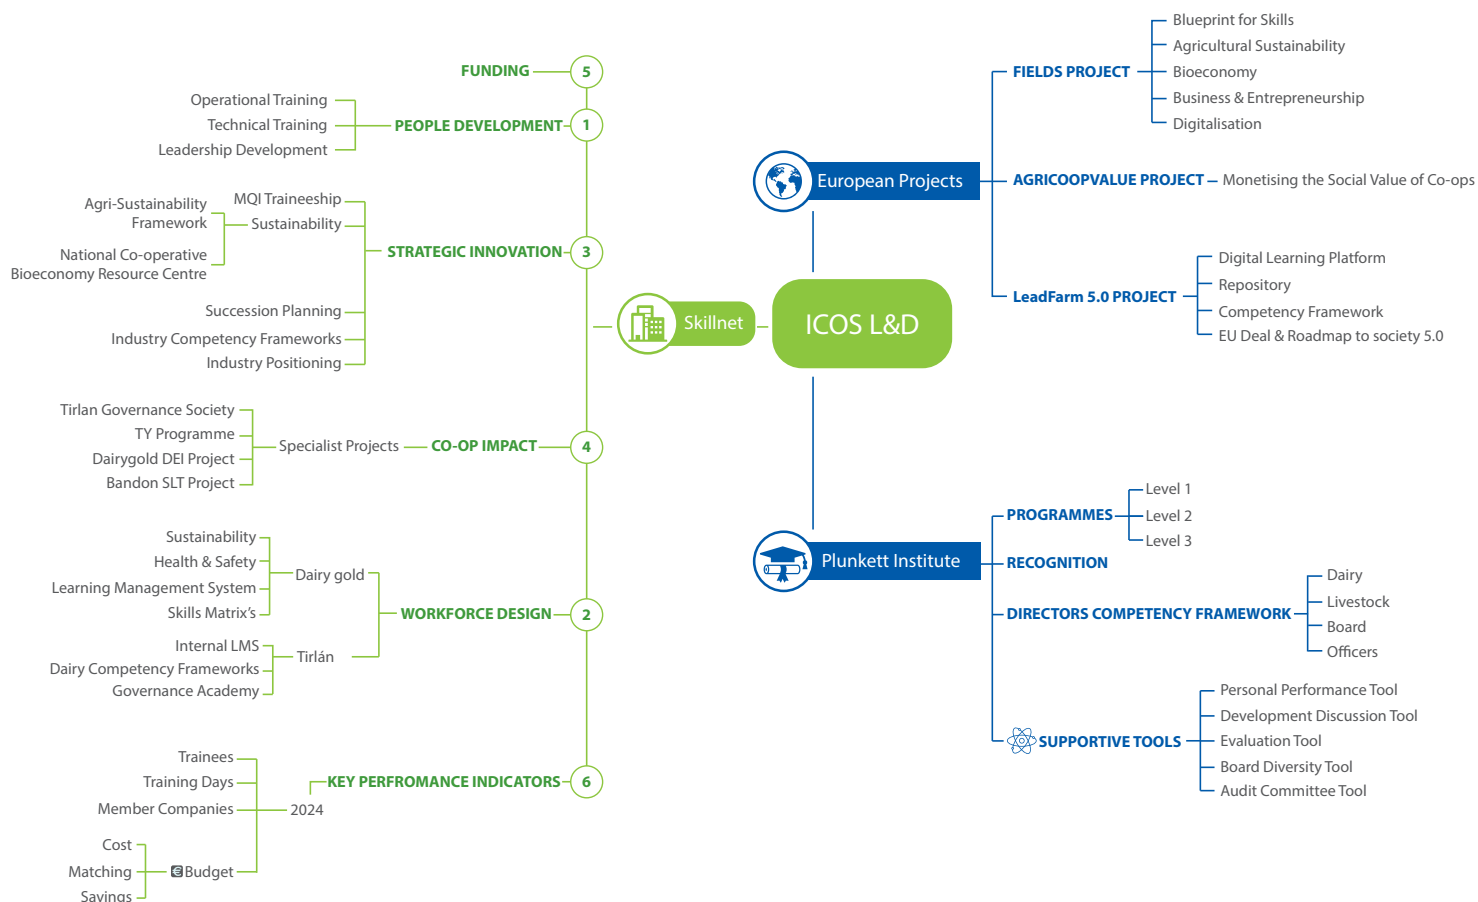 FUNDING
5
Operational Training
Technical Training
Leadership Development
PEOPLE DEVELOPMENT
1
MQI Traineeship
Agri-Sustainability
Framework
Sustainability
National Co-operative
Bioeconomy Resource Centre
STRATEGIC INNOVATION
3
Succession Planning
Industry Competency Frameworks
Industry Positioning
Tirlan Governance Society
TY Programme
Dairygold DEI Project
Bandon SLT Project
Specialist Projects
CO-OP IMPACT
4
Sustainability
Health & Safety
Learning Management System
Skills Matrix's
Dairy gold
WORKFORCE DESIGN
2
Internal LMS
Dairy Competency Frameworks
Governance Academy
Tirlán
Trainees
Training Days
Member Companies
2024
KEY PERFROMANCE INDICATORS
6
Cost
Matching
Savings
€ Budget
Skillnet
ICOS L&D
European Projects
FIELDS PROJECT
Blueprint for Skills
Agricultural Sustainability
Bioeconomy
Business & Entrepreneurship
Digitalisation
AGRICOOPVALUE PROJECT
Monetising the Social Value of Co-ops
LeadFarm 5.0 PROJECT
Digital Learning Platform
Repository
Competency Framework
EU Deal & Roadmap to society 5.0
Plunkett Institute
PROGRAMMES
Level 1
Level 2
Level 3
RECOGNITION
DIRECTORS COMPETENCY FRAMEWORK
Dairy
Livestock
Board
Officers
SUPPORTIVE TOOLS
Personal Performance Tool
Development Discussion Tool
Evaluation Tool
Board Diversity Tool
Audit Committee Tool